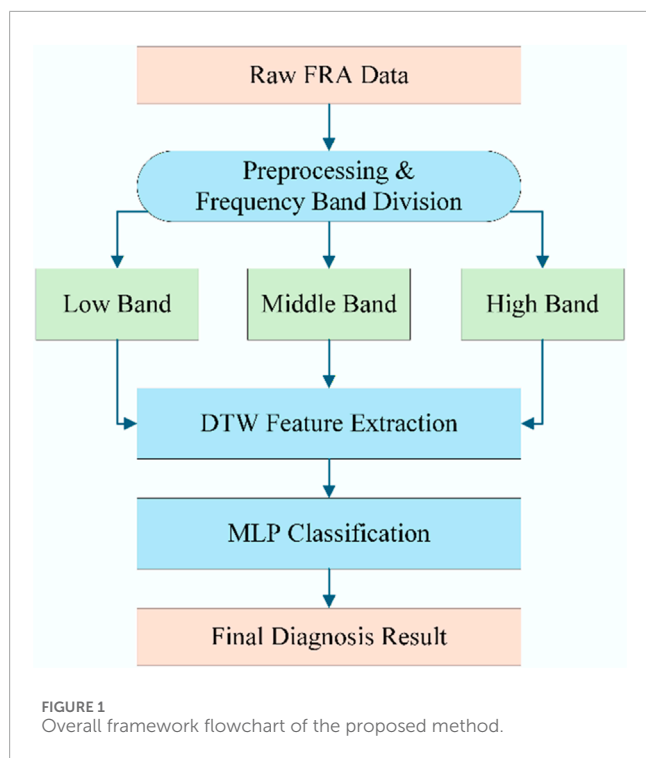 Raw FRA Data
Preprocessing &
Frequency Band Division
Low Band
Middle Band
High Band
DTW Feature Extraction
MLP Classification
Final Diagnosis Result
FIGURE 1
Overall framework flowchart of the proposed method.